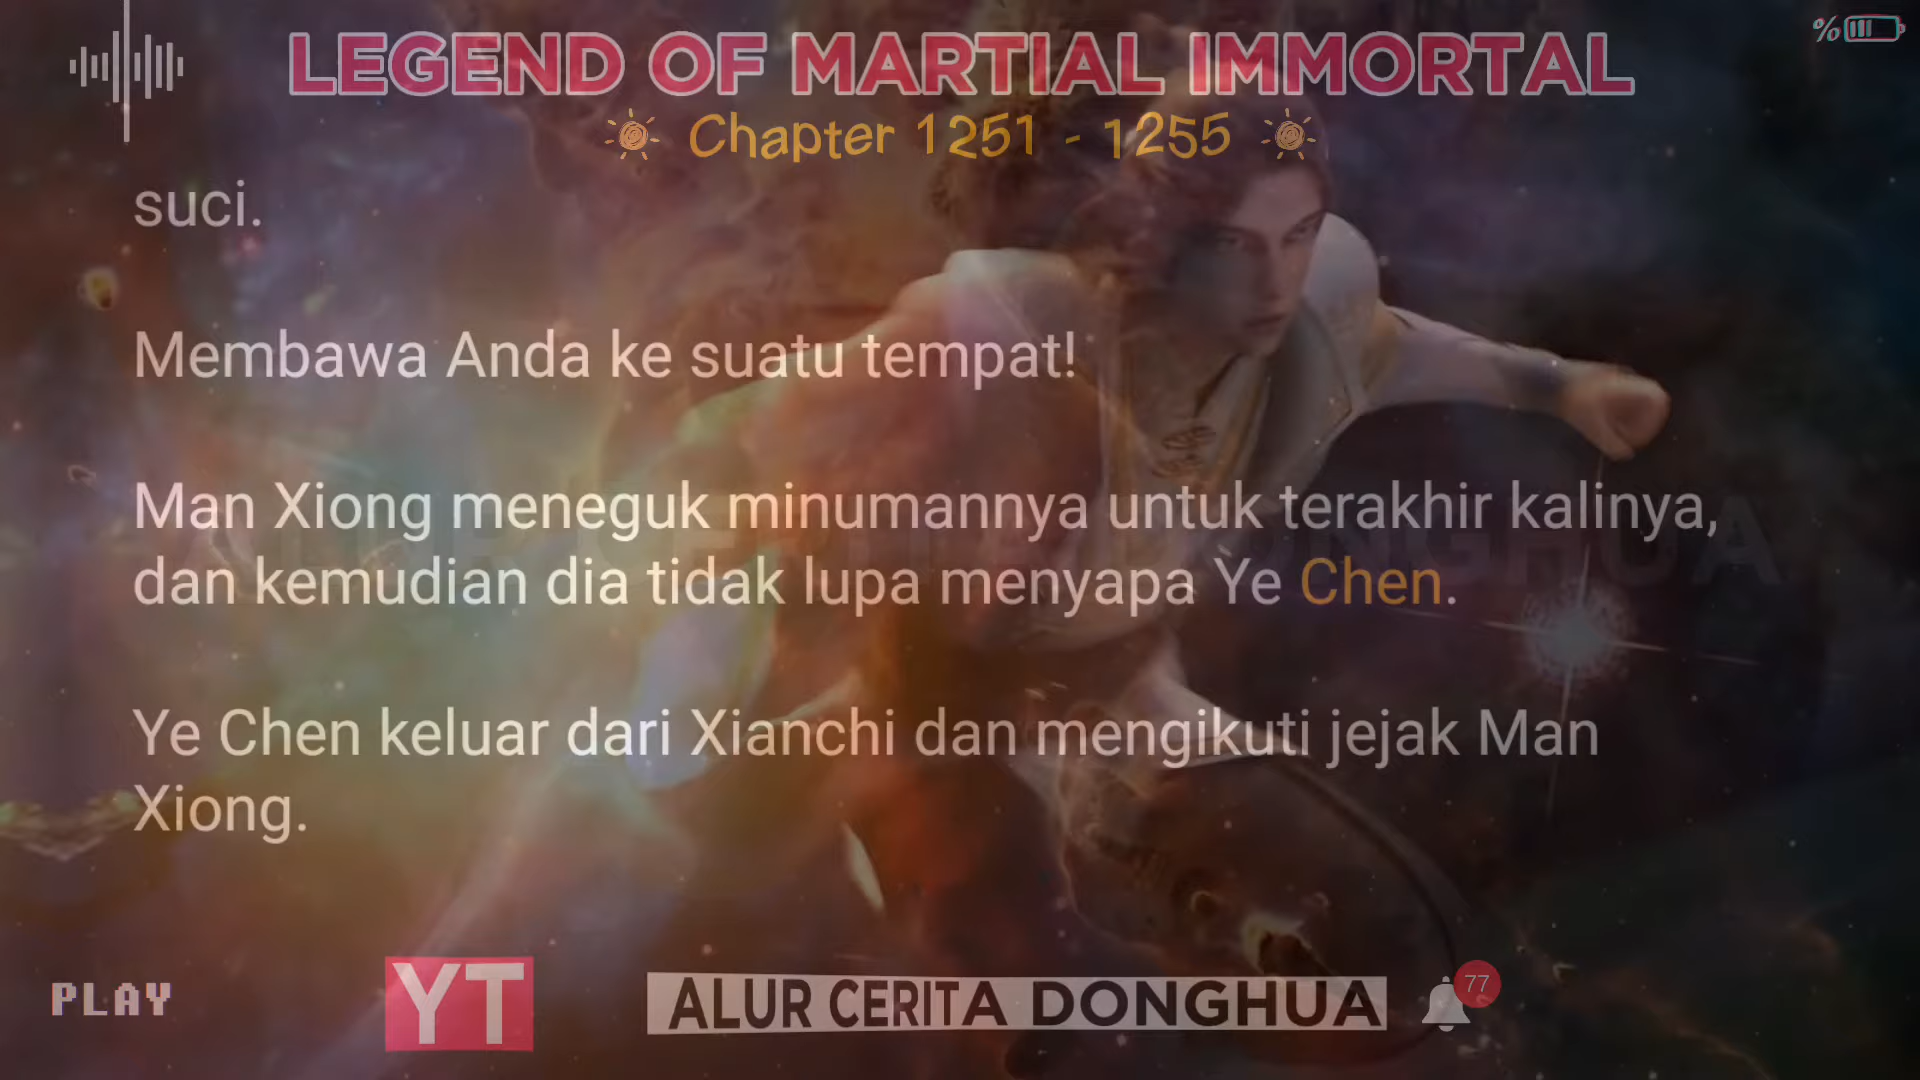 LEGEND OF MARTIAL IMMORTAL
%
Chapter 1251 - 1255
suci.
Membawa Anda ke suatu tempat!
Man Xiong meneguk minumannya untuk terakhir kalinya,
dan kemudian dia tidak lupa menyapa Ye Chen.
Ye Chen keluar dari Xianchi dan mengikuti jejak Man
Xiong.
PLAY
YT
ALUR CERITA DONGHUA
77